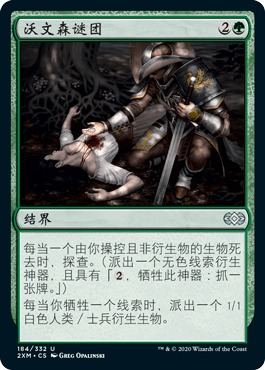 沃文森谜团 2
结界
每当一个由你操控且非衍生物的生物死
去时，探查。（派出一个无色线索衍生
神器，且具有「2，牺牲此神器：抓一
张牌。」）
每当你牺牲一个线索时，派出一个 1/1
白色人类／士兵衍生生物。
184/332 U
2XM • CS Greg Opalinski
™ & © 2020 Wizards of the Coast